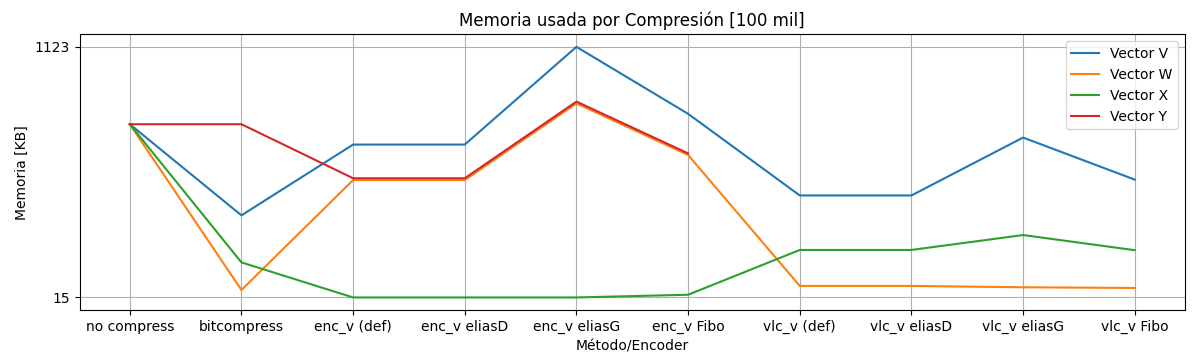 Memoria usada por Compresión [100 mil]
1123
15
Memoria [KB]
Vector V
Vector W
Vector X
Vector Y
no compress bitcompress enc_v (def) enc_v eliasD enc_v eliasG enc_v Fibo vlc_v (def) vlc_v eliasD vlc_v eliasG vlc_v Fibo
Método/Encoder